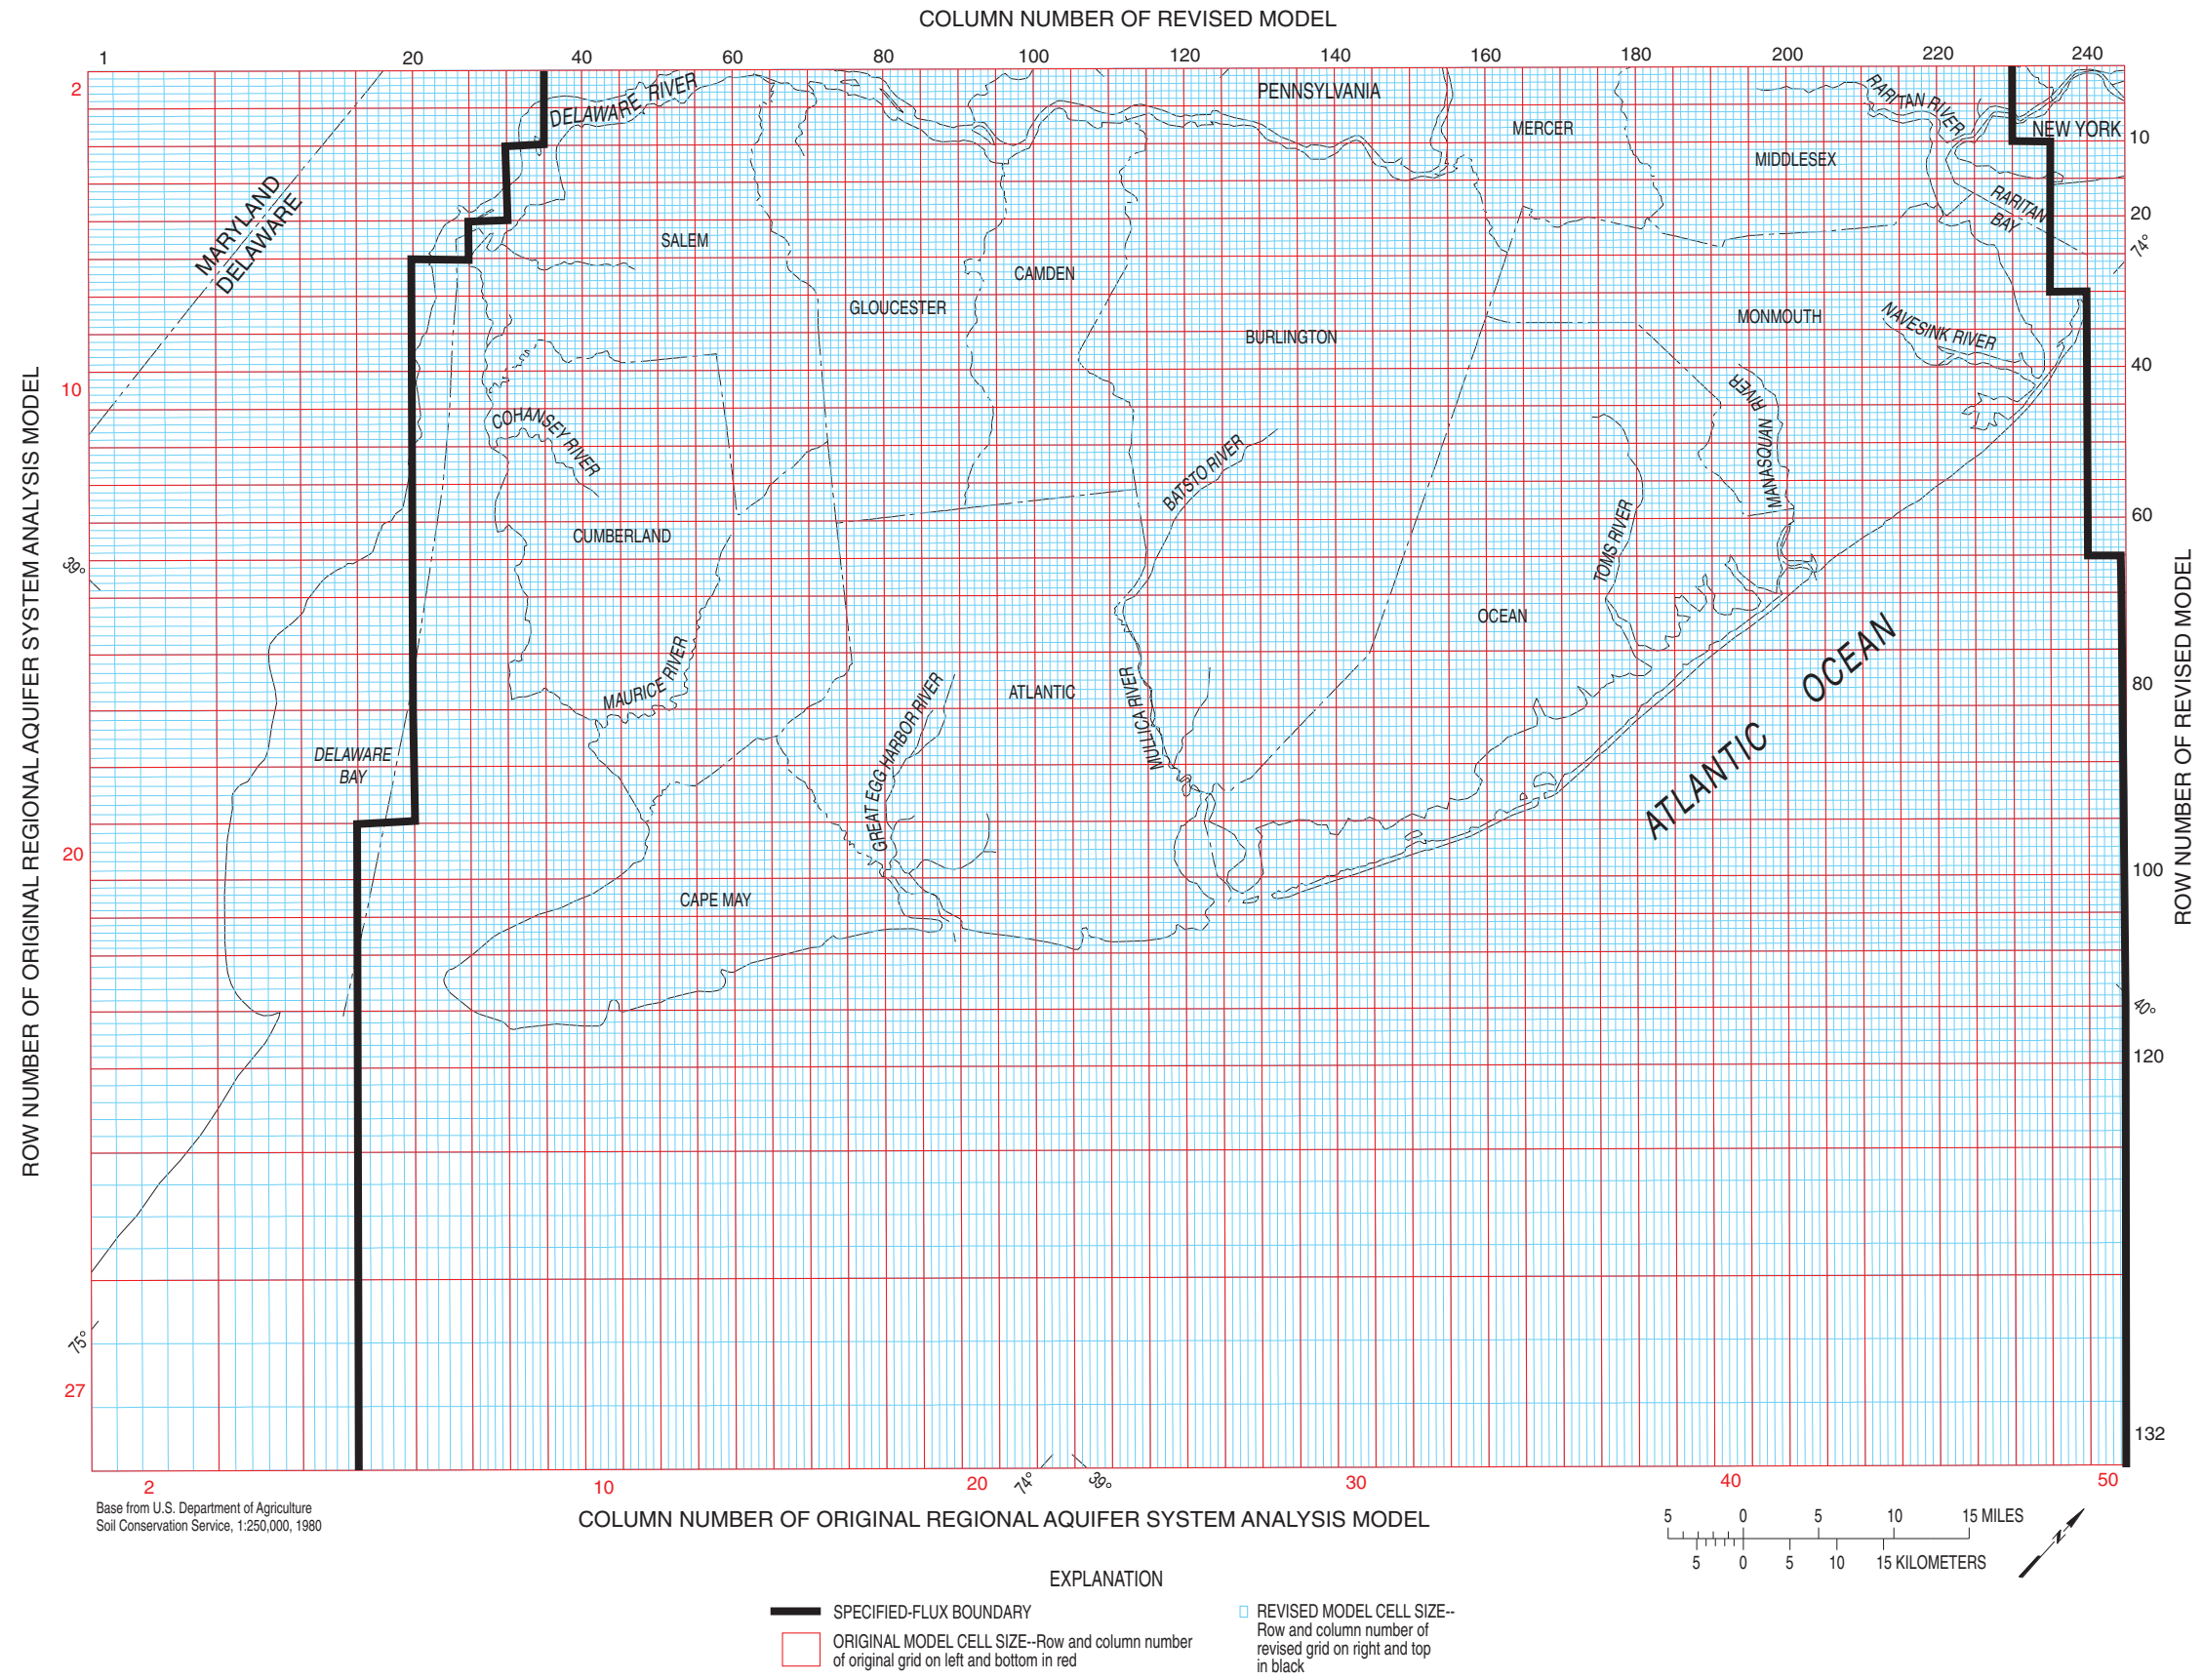 COLUMN NUMBER OF REVISED MODEL
1 20 40 60 80 100 120 140 160 180 200 220 240
2
10
20
27
ROW NUMBER OF ORIGINAL REGIONAL AQUIFER SYSTEM ANALYSIS MODEL
39°
75°
DELAWARE RIVER
PENNSYLVANIA
RARITAN RIVER
MERCER
NEW YORK
MIDDLESEX
MARYLAND
DELAWARE
RARITAN
BAY
SALEM
CAMDEN
GLOUCESTER
MONMOUTH
NAVESINK RIVER
BURLINGTON
MANASQUAN RIVER
COHANSEY RIVER
BATSTO RIVER
CUMBERLAND
TOMS RIVER
OCEAN
ATLANTIC OCEAN
MAURICE RIVER
GREAT EGG HARBOR RIVER
ATLANTIC
MULLICA RIVER
DELAWARE
BAY
CAPE MAY
10
20
74°
40
60
80
100
40°
120
132
ROW NUMBER OF REVISED MODEL
2 10 20 74° 39° 30 40 50
Base from U.S. Department of Agriculture
Soil Conservation Service, 1:250,000, 1980
COLUMN NUMBER OF ORIGINAL REGIONAL AQUIFER SYSTEM ANALYSIS MODEL
5 0 5 10 15 MILES
5 0 5 10 15 KILOMETERS
N
EXPLANATION
SPECIFIED-FLUX BOUNDARY
ORIGINAL MODEL CELL SIZE--Row and column number
of original grid on left and bottom in red
REVISED MODEL CELL SIZE--
Row and column number of
revised grid on right and top
in black